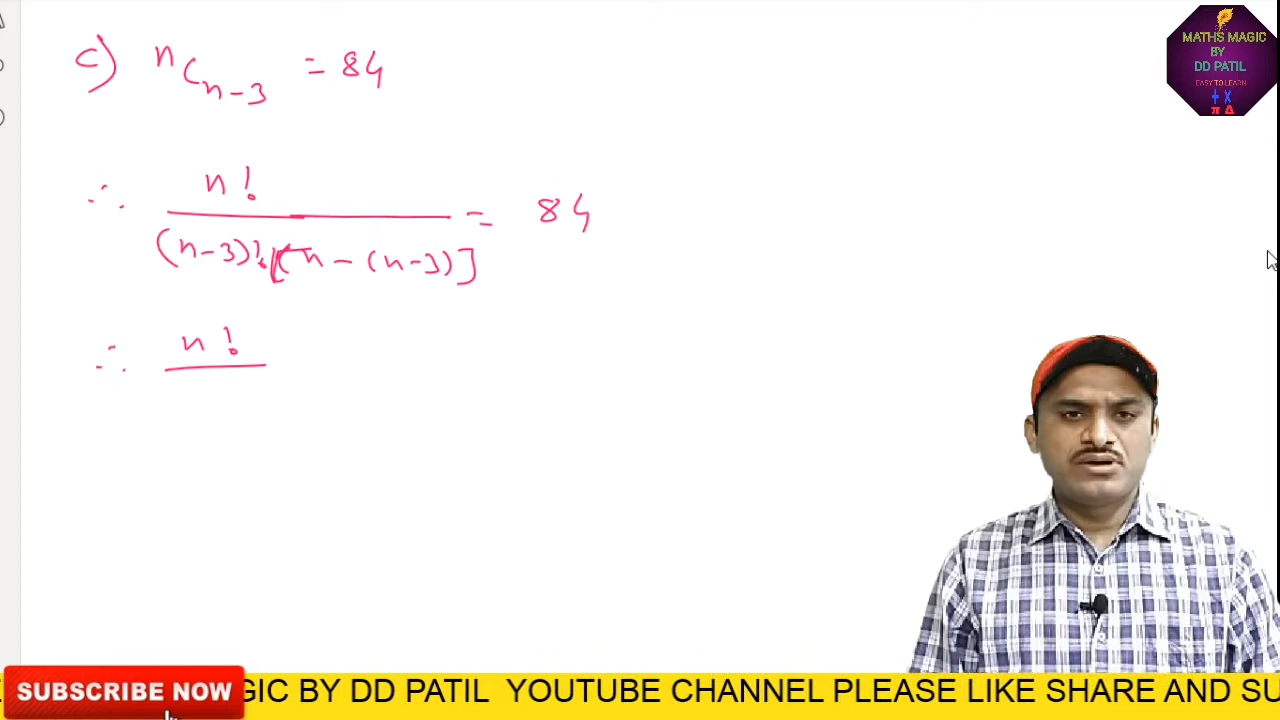 c) nCn-3 = 84
MATHS MAGIC
BY
DD PATIL
EASY TO LEARN
+ X
π Δ
∴ n! / (n-3)! [n - (n-3)] = 84
∴ n!
SUBSCRIBE NOW
GIC BY DD PATIL YOUTUBE CHANNEL PLEASE LIKE SHARE AND SU